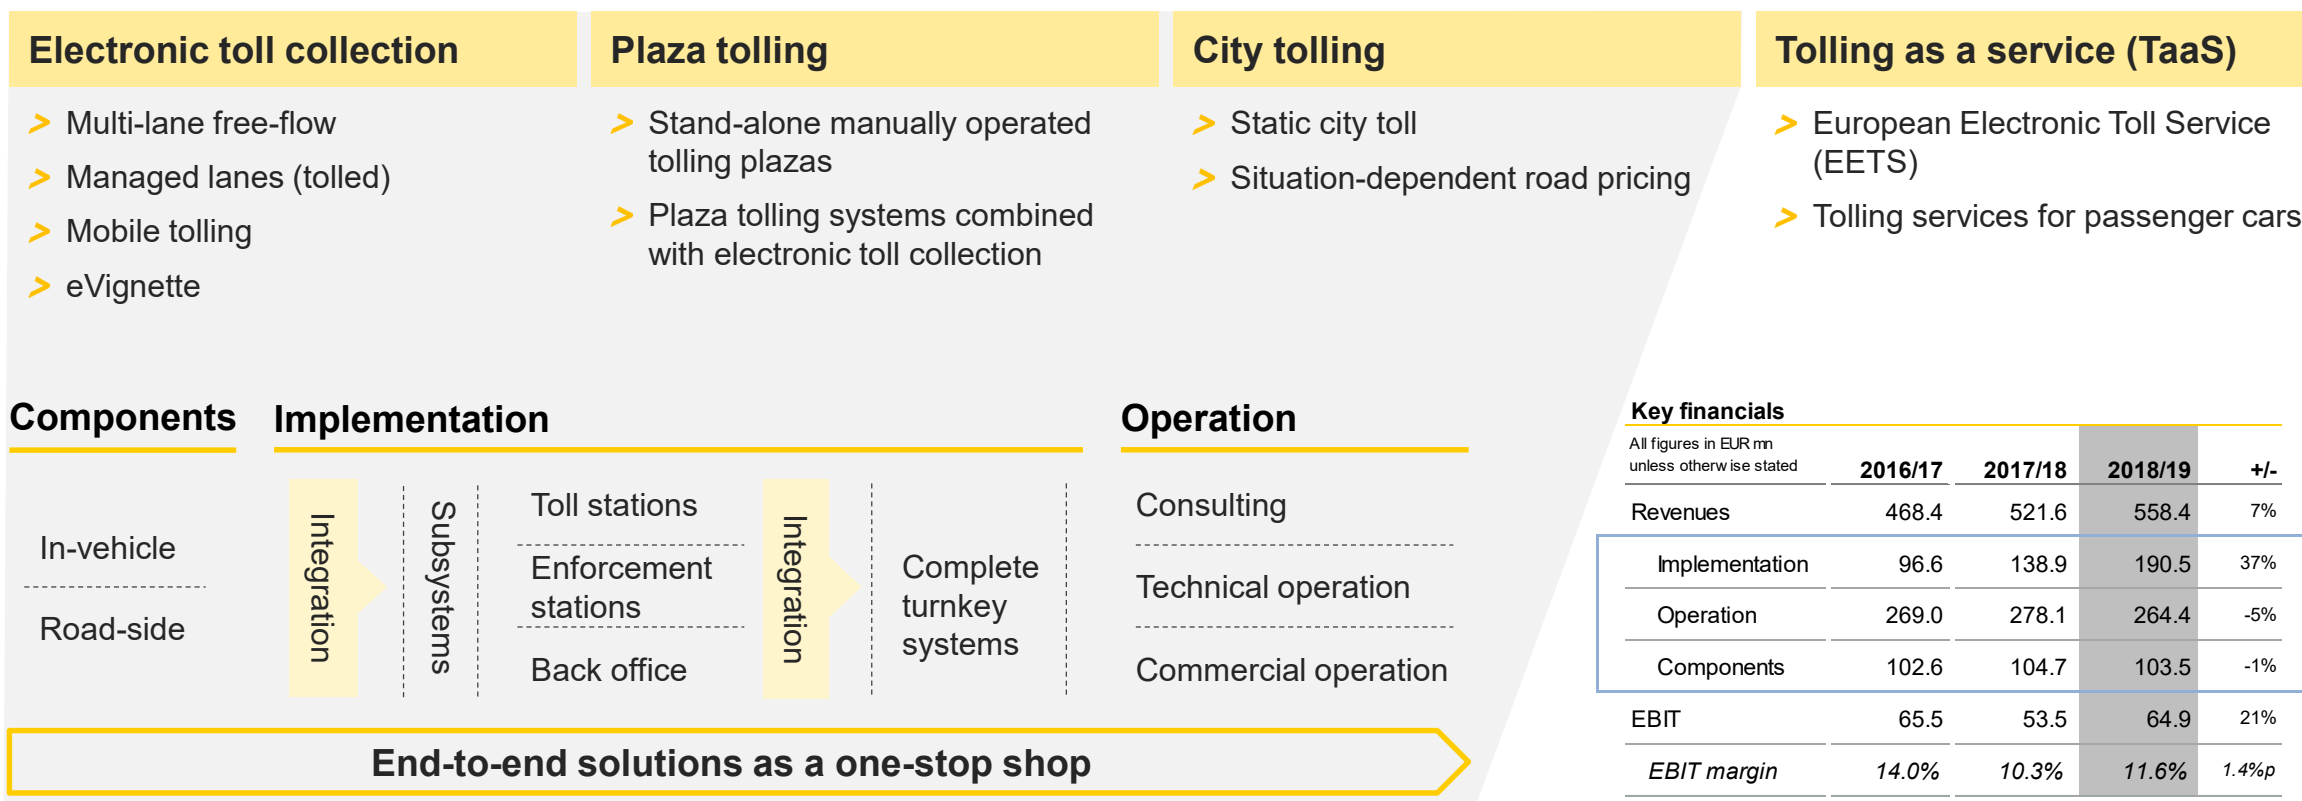 Electronic toll collection
> Multi-lane free-flow
> Managed lanes (tolled)
> Mobile tolling
> eVignette
Plaza tolling
> Stand-alone manually operated
tolling plazas
> Plaza tolling systems combined
with electronic toll collection
City tolling
> Static city toll
> Situation-dependent road pricing
Tolling as a service (TaaS)
> European Electronic Toll Service
(EETS)
> Tolling services for passenger cars
Components
In-vehicle
Road-side
Implementation
Integration
Subsystems
Toll stations
Enforcement
stations
Back office
Integration
Complete
turnkey
systems
Operation
Consulting
Technical operation
Commercial operation
End-to-end solutions as a one-stop shop
Key financials
All figures in EUR mn
unless otherwise stated 2016/17 2017/18 2018/19 +/-
Revenues 468.4 521.6 558.4 7%
Implementation 96.6 138.9 190.5 37%
Operation 269.0 278.1 264.4 -5%
Components 102.6 104.7 103.5 -1%
EBIT 65.5 53.5 64.9 21%
EBIT margin 14.0% 10.3% 11.6% 1.4%p